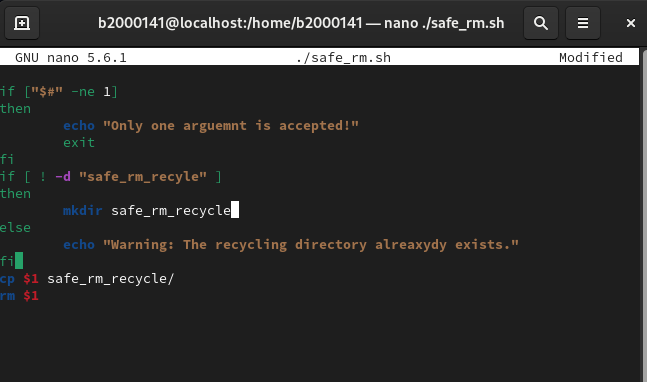 b2000141@localhost:/home/b2000141 — nano ./safe_rm.sh
GNU nano 5.6.1 ./safe_rm.sh Modified
if ["$#" -ne 1]
then
echo "Only one arguemnt is accepted!"
exit
fi
if [ ! -d "safe_rm_recyle" ]
then
mkdir safe_rm_recycle
else
echo "Warning: The recycling directory alreaxydy exists."
fi
cp $1 safe_rm_recycle/
rm $1